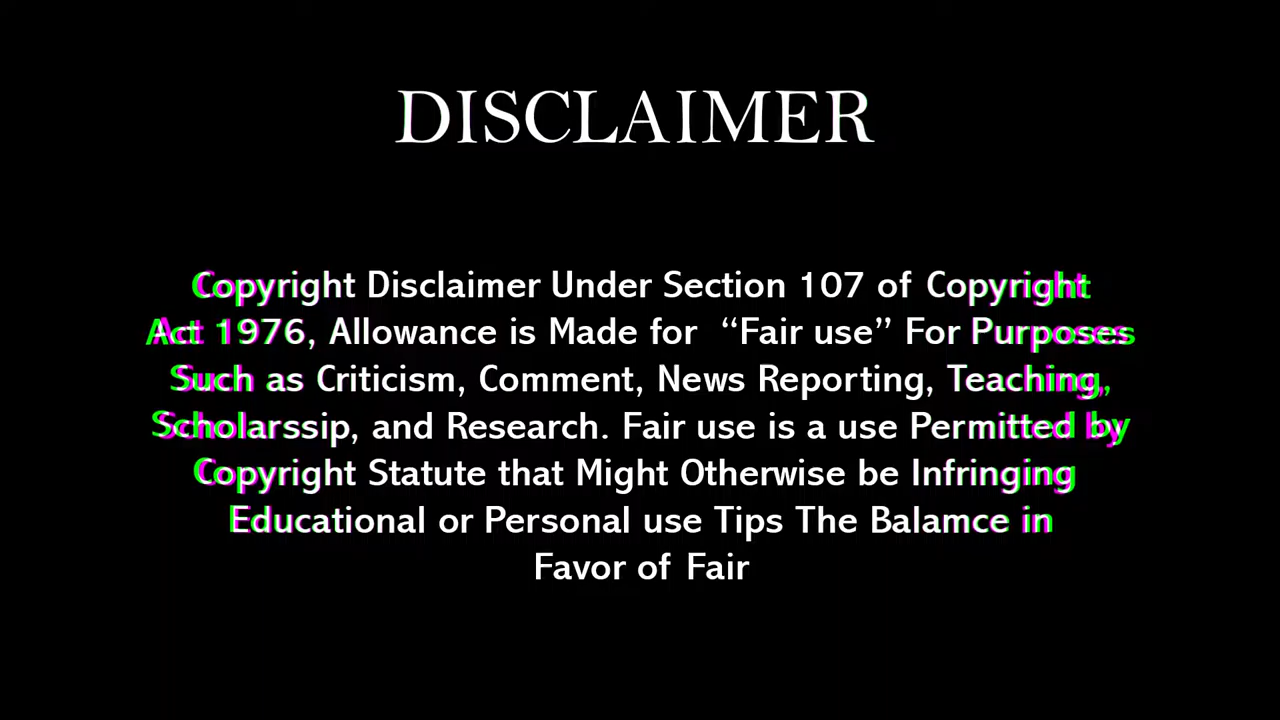 DISCLAIMER
Copyright Disclaimer Under Section 107 of Copyright
Act 1976, Allowance is Made for “Fair use” For Purposes
Such as Criticism, Comment, News Reporting, Teaching,
Scholarssip, and Research. Fair use is a use Permitted by
Copyright Statute that Might Otherwise be Infringing
Educational or Personal use Tips The Balamce in
Favor of Fair